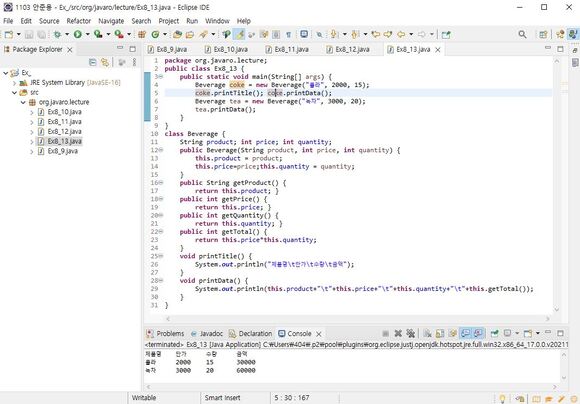 1103 안준용 - Ex_/src/org/javaro/lecture/Ex8_13.java - Eclipse IDE
File Edit Source Refactor Navigate Search Project Run Window Help
Package Explorer
Ex8_9.java Ex8_10.java Ex8_11.java Ex8_12.java Ex8_13.java
Ex_
JRE System Library [JavaSE-16]
src
org.javaro.lecture
Ex8_10.java
Ex8_11.java
Ex8_12.java
Ex8_13.java
Ex8_9.java
1 package org.javaro.lecture;
2 public class Ex8_13 {
3 public static void main(String[] args) {
4 Beverage coke = new Beverage("콜라", 2000, 15);
5 coke.printTitle(); coke.printData();
6 Beverage tea = new Beverage("녹차", 3000, 20);
7 tea.printData();
8 }
9 }
10 class Beverage {
11 String product; int price; int quantity;
12 public Beverage(String product, int price, int quantity) {
13 this.product = product;
14 this.price=price;this.quantity = quantity;
15 }
16 public String getProduct() {
17 return this.product; }
18 public int getPrice() {
19 return this.price; }
20 public int getQuantity() {
21 return this.quantity; }
22 public int getTotal() {
23 return this.price*this.quantity;
24 }
25 void printTitle() {
26 System.out.println("제품명\t단가\t수량\t금액");
27 }
28 void printData() {
29 System.out.println(this.product+"\t"+this.price+"\t"+this.quantity+"\t"+this.getTotal());
30 }
31 }
Problems Javadoc Declaration Console
<terminated> Ex8_13 [Java Application] C:\Users\404\.p2\pool\plugins\org.eclipse.justj.openjdk.hotspot.jre.full.win32.x86_64_17.0.0.v20211
제품명 단가 수량 금액
콜라 2000 15 30000
녹차 3000 20 60000
Writable Smart Insert 5 : 30 : 167